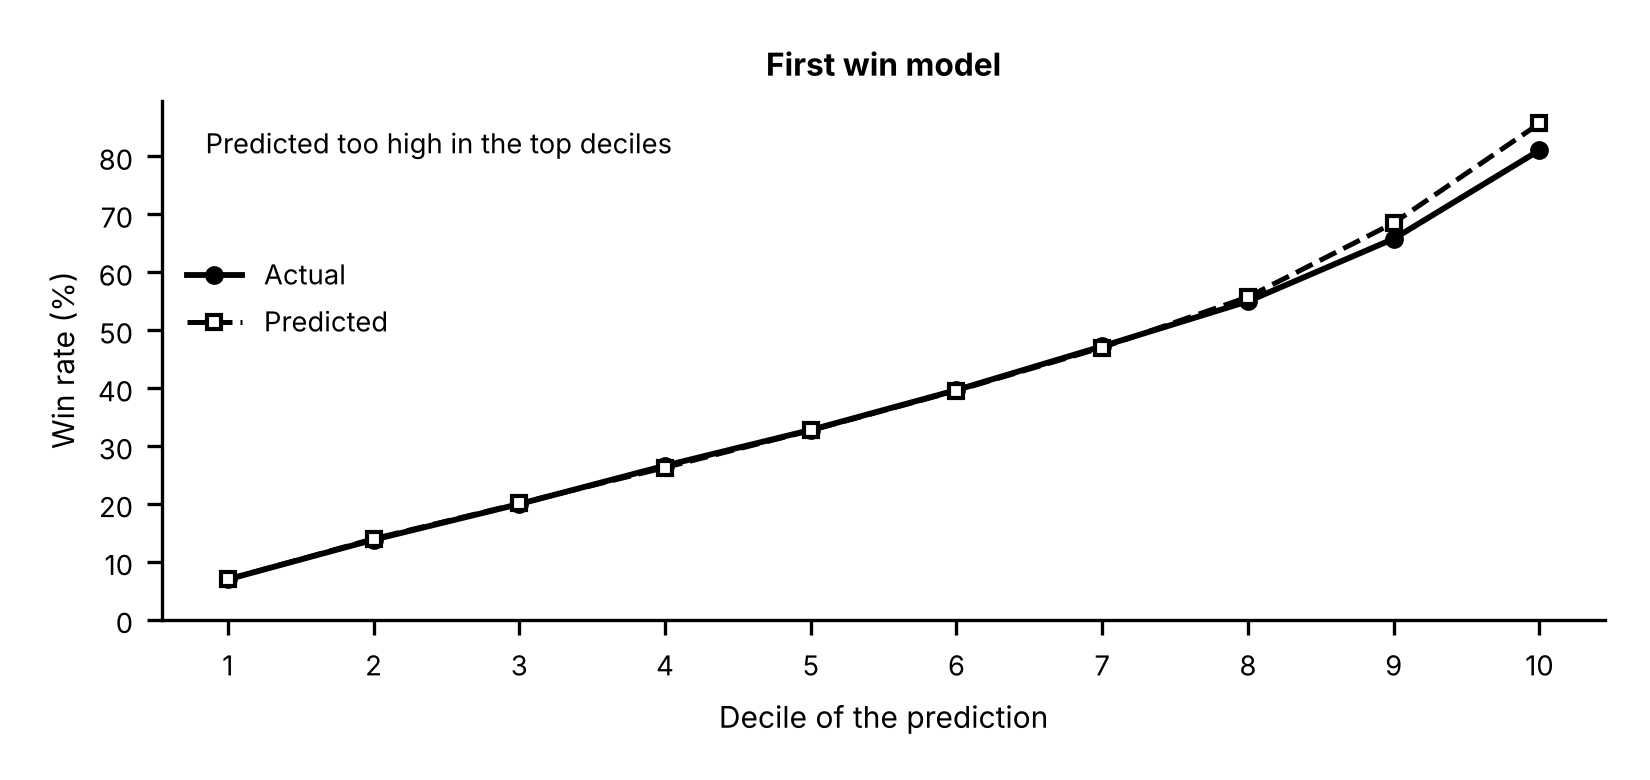 First win model
Predicted too high in the top deciles
Actual
Predicted
Win rate (%)
80
70
60
50
40
30
20
10
0
1 2 3 4 5 6 7 8 9 10
Decile of the prediction